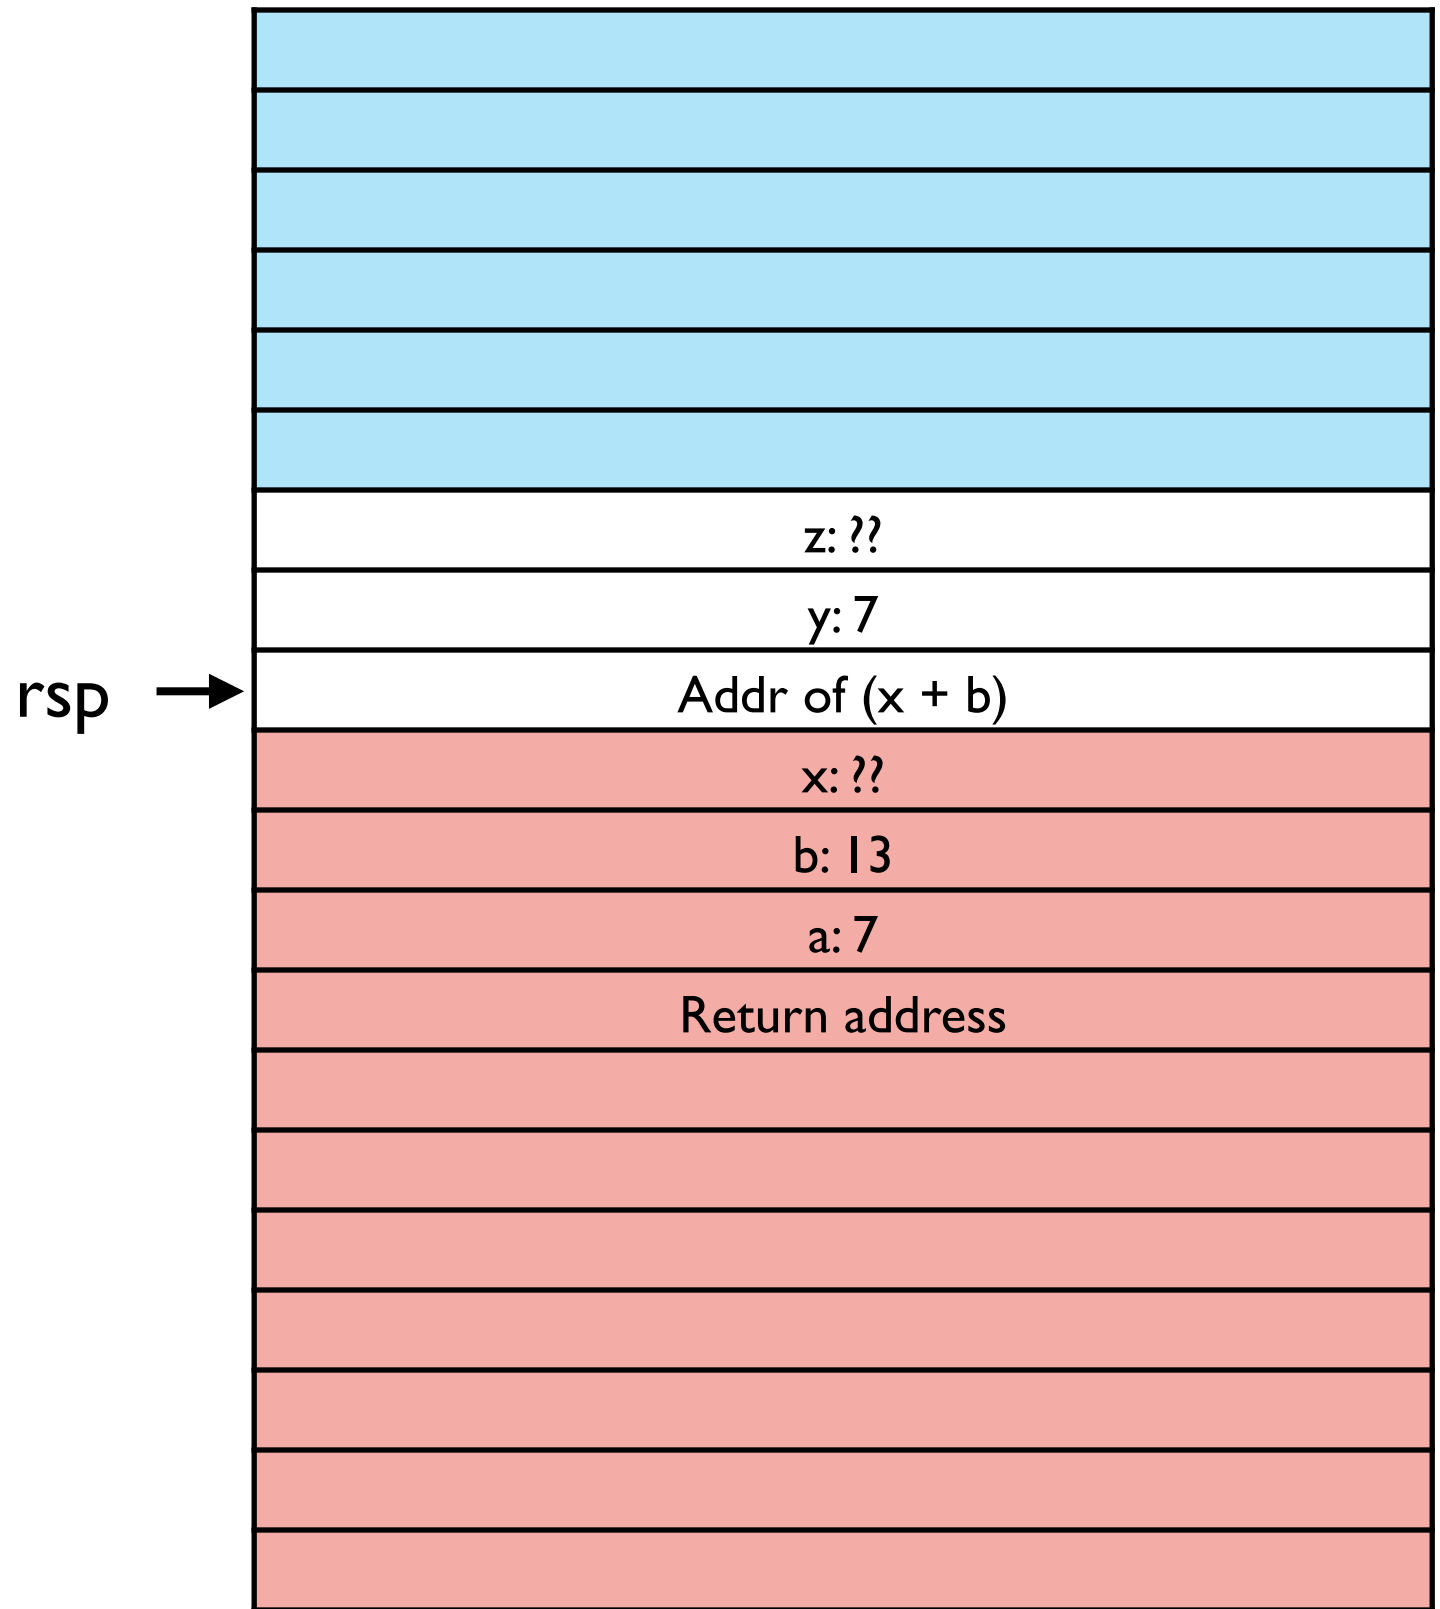 z: ??
y: 7
rsp
Addr of (x + b)
x: ??
b: 13
a: 7
Return address